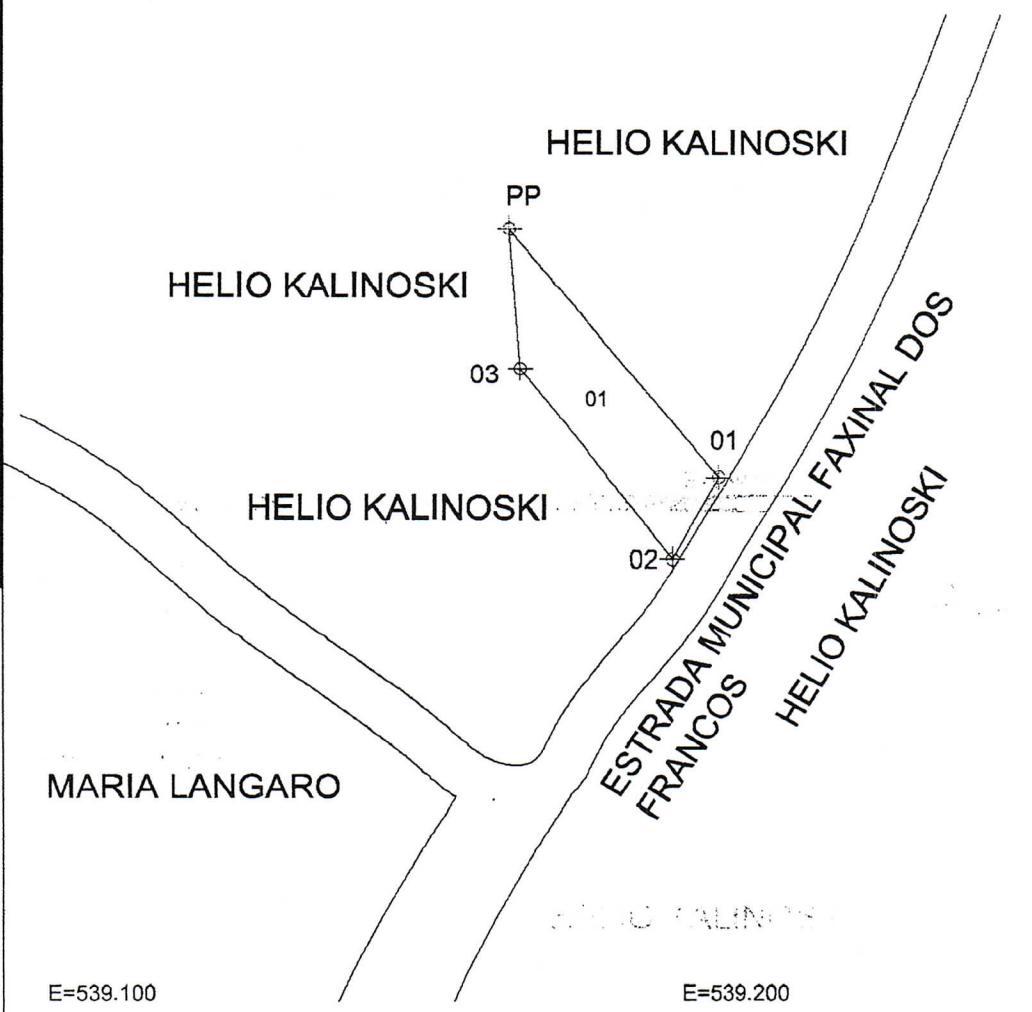 HELIO KALINOSKI
PP
HELIO KALINOSKI
03
01
01
HELIO KALINOSKI
02
ESTRADA MUNICIPAL FAXINAL DOS
FRANCOS
HELIO KALINOSKI
MARIA LANGARO
E=539.100
E=539.200